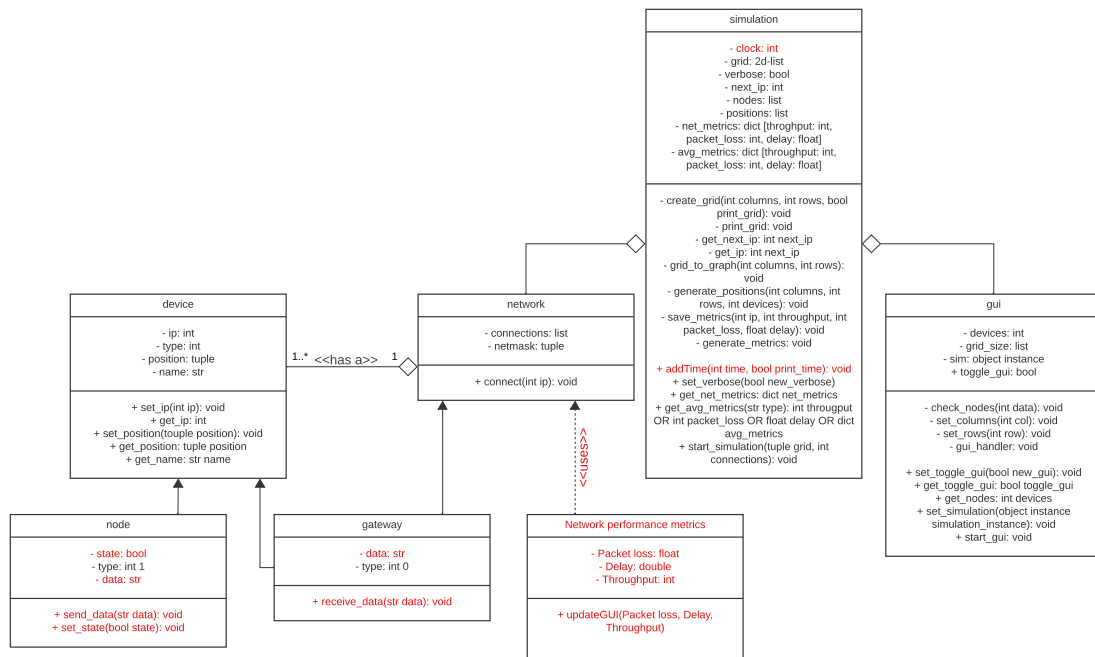 simulation
- clock: int
- grid: 2d-list
- verbose: bool
- next_ip: int
- nodes: list
- positions: list
- net_metrics: dict [throghput: int,
packet_loss: int, delay: float]
- avg_metrics: dict [throughput: int,
packet_loss: int, delay: float]
- create_grid(int columns, int rows, bool
print_grid): void
- print_grid: void
- get_next_ip: int next_ip
- get_ip: int next_ip
- grid_to_graph(int columns, int rows):
void
- generate_positions(int columns, int
rows, int devices): void
- save_metrics(int ip, int throughput, int
packet_loss, float delay): void
- generate_metrics: void
+ addTime(int time, bool print_time): void
+ set_verbose(bool new_verbose)
+ get_net_metrics: dict net_metrics
+ get_avg_metrics(str type): int througput
OR int packet_loss OR float delay OR dict
avg_metrics
+ start_simulation(tuple grid, int
connections): void
device
- ip: int
- type: int
- position: tuple
- name: str
+ set_ip(int ip): void
+ get_ip: int
+ set_position(touple position): void
+ get_position: tuple position
+ get_name: str name
1..*
<<has a>>
1
network
- connections: list
- netmask: tuple
+ connect(int ip): void
gui
- devices: int
- grid_size: list
- sim: object instance
+ toggle_gui: bool
- check_nodes(int data): void
- set_columns(int col): void
- set_rows(int row): void
- gui_handler: void
+ set_toggle_gui(bool new_gui): void
+ get_toggle_gui: bool toggle_gui
+ get_nodes: int devices
+ set_simulation(object instance
simulation_instance): void
+ start_gui: void
<<uses>>
node
- state: bool
- type: int 1
- data: str
+ send_data(str data): void
+ set_state(bool state): void
gateway
- data: str
- type: int 0
+ receive_data(str data): void
Network performance metrics
- Packet loss: float
- Delay: double
- Throughput: int
+ updateGUI(Packet loss, Delay,
Throughput)